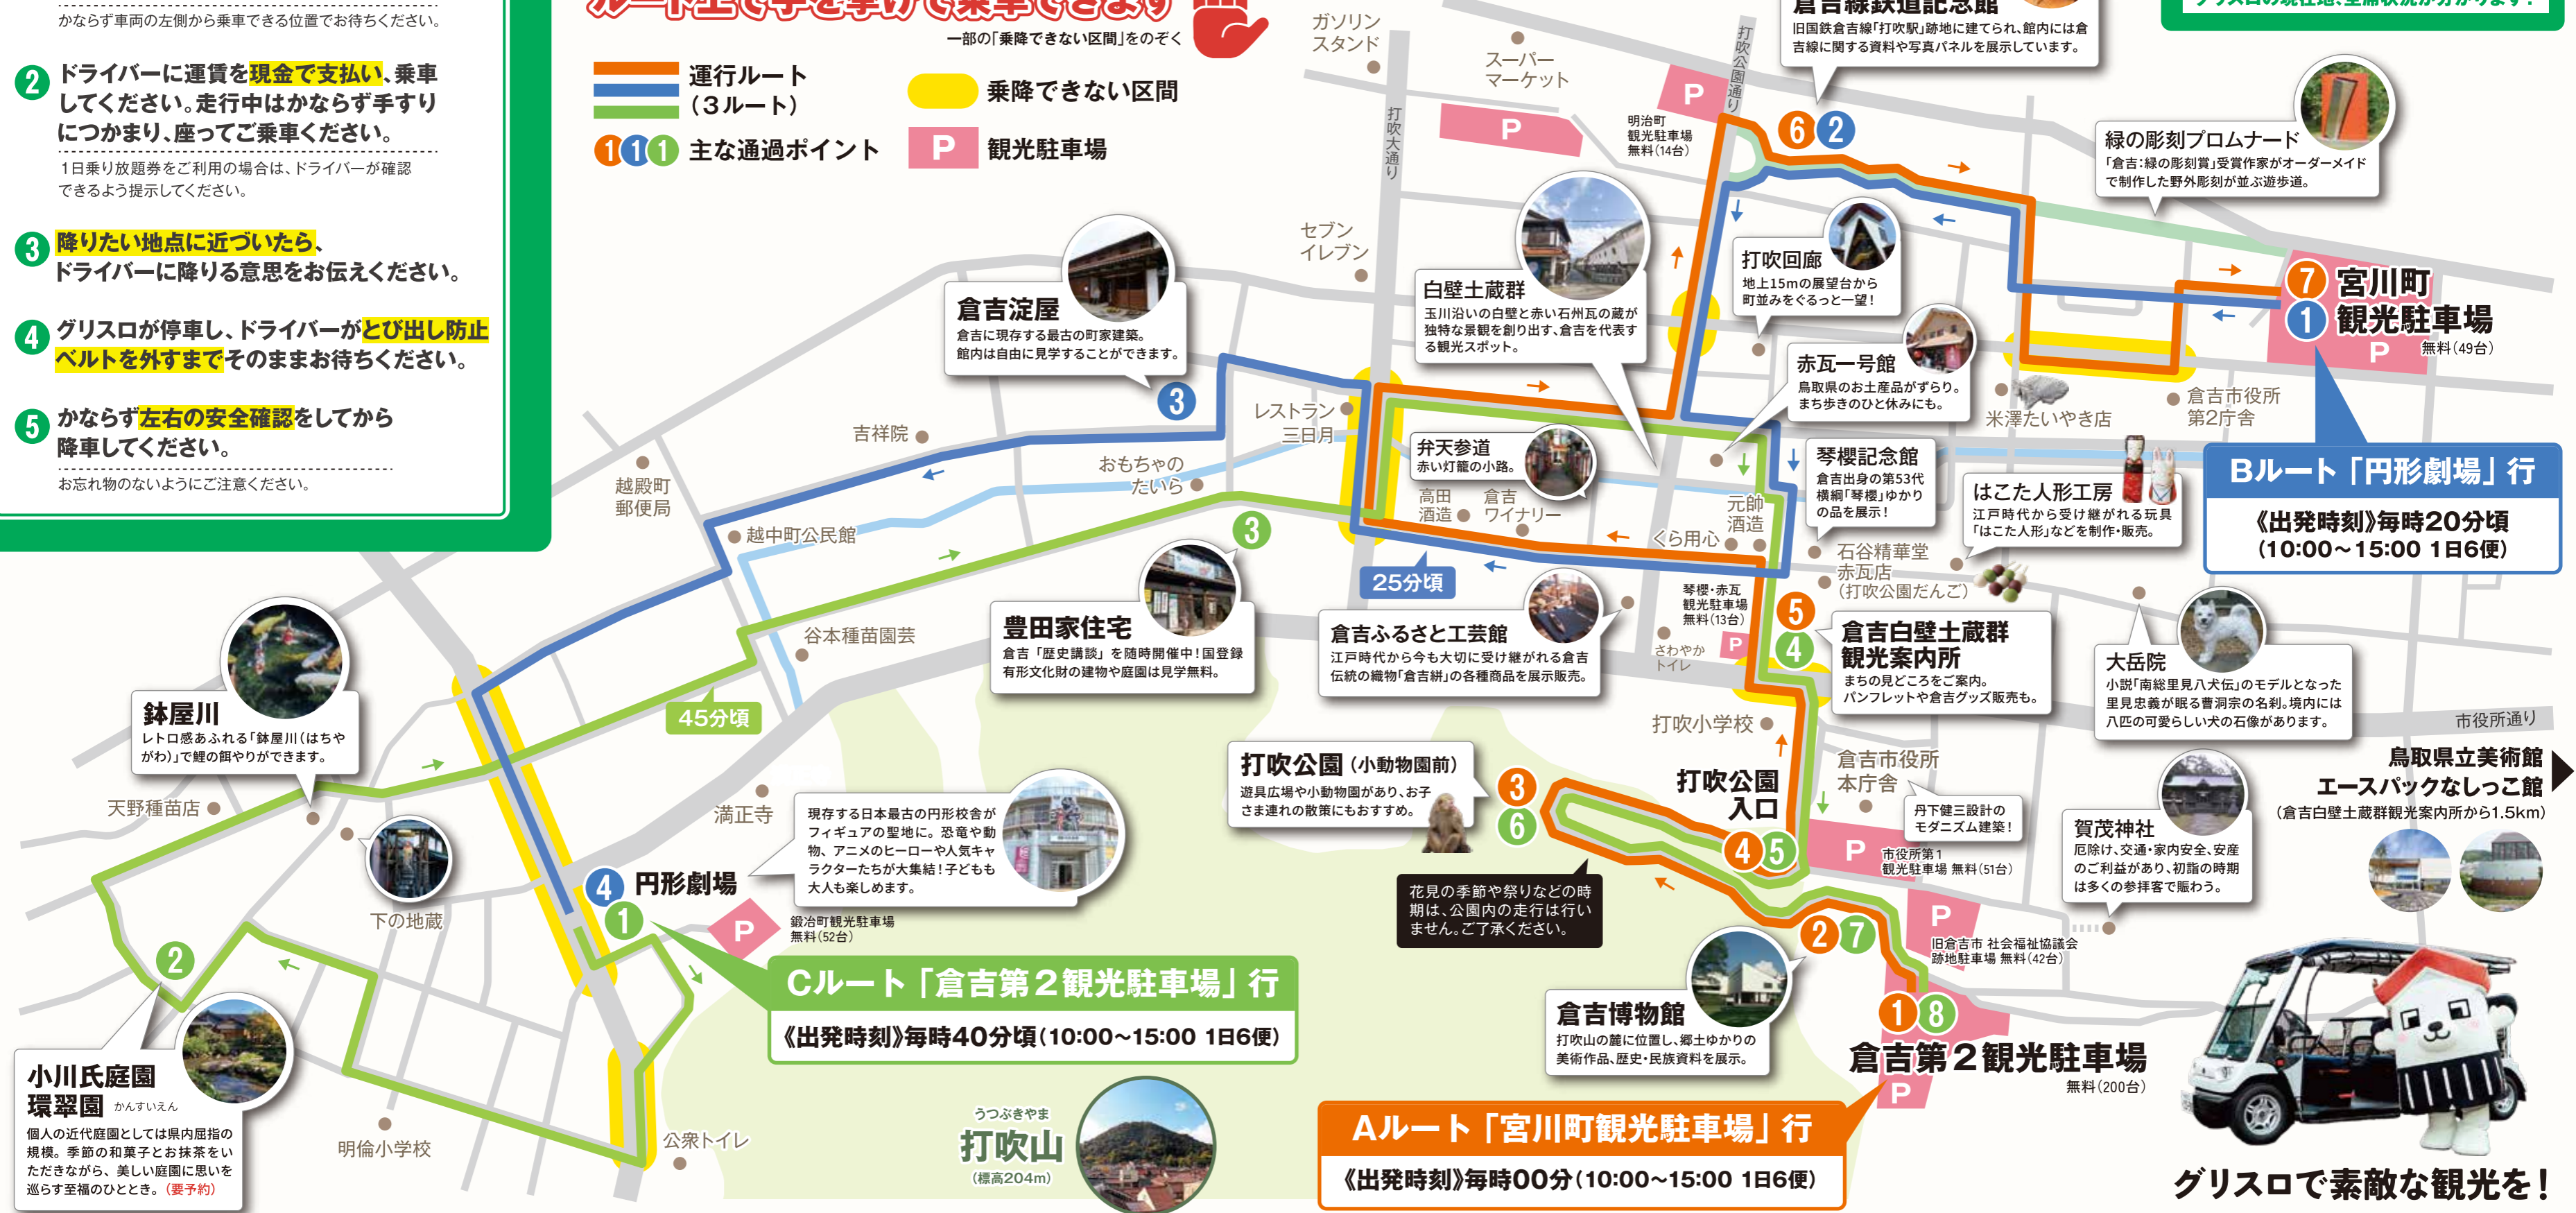 かならず車両の左側から乗車できる位置でお待ちください。
2
ドライバーに運賃を現金で支払い、乗車
してください。走行中はかならず手すり
につかまり、座ってご乗車ください。
1日乗り放題券をご利用の場合は、ドライバーが確認
できるよう提示してください。
3
降りたい地点に近づいたら、
ドライバーに降りる意思をお伝えください。
4
グリスロが停車し、ドライバーがとび出し防止
ベルトを外すまでそのままお待ちください。
5
かならず左右の安全確認をしてから
降車してください。
お忘れ物のないようにご注意ください。
ルート上で手を挙げて乗車できます
一部の「乗降できない区間」をのぞく
運行ルート
(3ルート)
乗降できない区間
1 1 1 主な通過ポイント
P 観光駐車場
ガソリン
スタンド
スーパー
マーケット
打吹大通り
打吹公園通り
P
P
明治町
観光駐車場
無料(14台)
倉吉線鉄道記念館
旧国鉄倉吉線「打吹駅」跡地に建てられ、館内には倉
吉線に関する資料や写真パネルを展示しています。
6 2
グリスロの現在地、空席状況が分かります!
緑の彫刻プロムナード
「倉吉:緑の彫刻賞」受賞作家がオーダーメイド
で制作した野外彫刻が並ぶ遊歩道。
セブン
イレブン
倉吉淀屋
倉吉に現存する最古の町家建築。
館内は自由に見学することができます。
3
白壁土蔵群
玉川沿いの白壁と赤い石州瓦の蔵が
独特な景観を創り出す、倉吉を代表す
る観光スポット。
打吹回廊
地上15mの展望台から
町並みをぐるっと一望!
赤瓦一号館
鳥取県のお土産品がずらり。
まち歩きのひと休みにも。
7
1
宮川町
観光駐車場
無料(49台)
P
米澤たいやき店
倉吉市役所
第2庁舎
Bルート「円形劇場」行
《出発時刻》毎時20分頃
(10:00〜15:00 1日6便)
レストラン
三日月
吉祥院
おもちゃの
たいら
越殿町
郵便局
越中町公民館
弁天参道
赤い灯籠の小路。
高田
酒造
倉吉
ワイナリー
元帥
酒造
くら用心
琴櫻記念館
倉吉出身の第53代
横綱「琴櫻」ゆかり
の品を展示!
はこた人形工房
江戸時代から受け継がれる玩具
「はこた人形」などを制作・販売。
石谷精華堂
赤瓦店
(打吹公園だんご)
3
25分頃
豊田家住宅
倉吉「歴史講談」を随時開催中!国登録
有形文化財の建物や庭園は見学無料。
倉吉ふるさと工芸館
江戸時代から今も大切に受け継がれる倉吉
伝統の織物「倉吉絣」の各種商品を展示販売。
琴櫻・赤瓦
観光駐車場
無料(13台)
P
さわやか
トイレ
5
4
倉吉白壁土蔵群
観光案内所
まちの見どころをご案内。
パンフレットや倉吉グッズ販売も。
大岳院
小説「南総里見八犬伝」のモデルとなった
里見忠義が眠る曹洞宗の名刹。境内には
八匹の可愛らしい犬の石像があります。
市役所通り
鳥取県立美術館
エースパックなしっこ館
(倉吉白壁土蔵群観光案内所から1.5km)
谷本種苗園芸
45分頃
鉢屋川
レトロ感あふれる「鉢屋川(はちや
がわ)」で鯉の餌やりができます。
天野種苗店
下の地蔵
満正寺
現存する日本最古の円形校舎が
フィギュアの聖地に。恐竜や動
物、アニメのヒーローや人気キャ
ラクターたちが大集結!子どもも
大人も楽しめます。
4
1
円形劇場
P
鍛冶町観光駐車場
無料(52台)
Cルート「倉吉第2観光駐車場」行
《出発時刻》毎時40分頃(10:00〜15:00 1日6便)
打吹公園(小動物園前)
遊具広場や小動物園があり、お子
さま連れの散策にもおすすめ。
3
6
花見の季節や祭りなどの時
期は、公園内の走行は行い
ません。ご了承ください。
打吹小学校
打吹公園
入口
4 5
倉吉市役所
本庁舎
丹下健三設計の
モダニズム建築!
P
市役所第1
観光駐車場 無料(51台)
賀茂神社
厄除け、交通・家内安全、安産
のご利益があり、初詣の時期
は多くの参拝客で賑わう。
P
旧倉吉市 社会福祉協議会
跡地駐車場 無料(42台)
2 7
倉吉博物館
打吹山の麓に位置し、郷土ゆかりの
美術作品、歴史・民族資料を展示。
1 8
倉吉第2観光駐車場
無料(200台)
P
Aルート「宮川町観光駐車場」行
《出発時刻》毎時00分(10:00〜15:00 1日6便)
2
小川氏庭園
環翠園 かんすいえん
個人の近代庭園としては県内屈指の
規模。季節の和菓子とお抹茶をい
ただきながら、美しい庭園に思いを
巡らす至福のひととき。(要予約)
明倫小学校
公衆トイレ
うつぶきやま
打吹山
(標高204m)
グリスロで素敵な観光を!